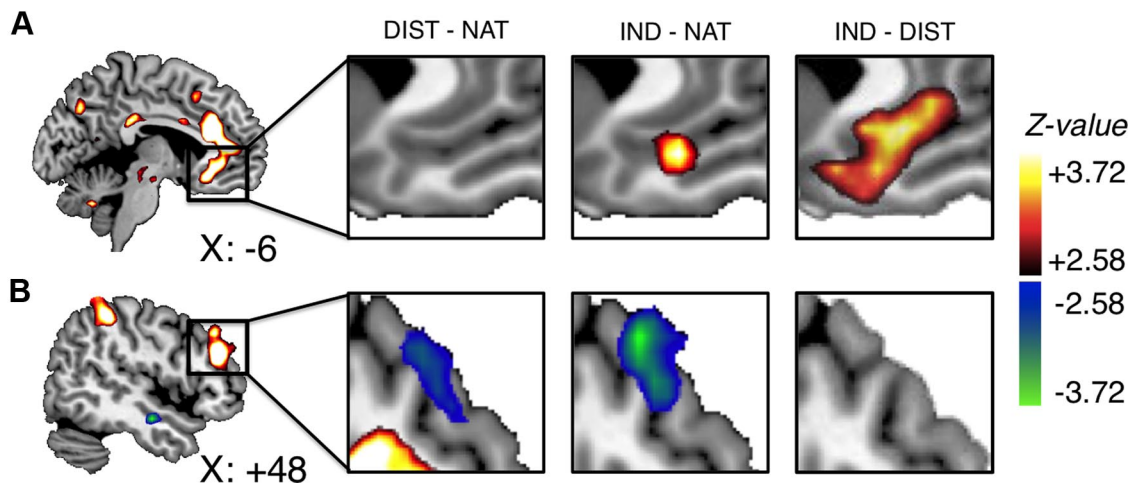 A
DIST - NAT
IND - NAT
IND - DIST
X: -6
Z-value
+3.72
+2.58
-2.58
-3.72
B
X: +48